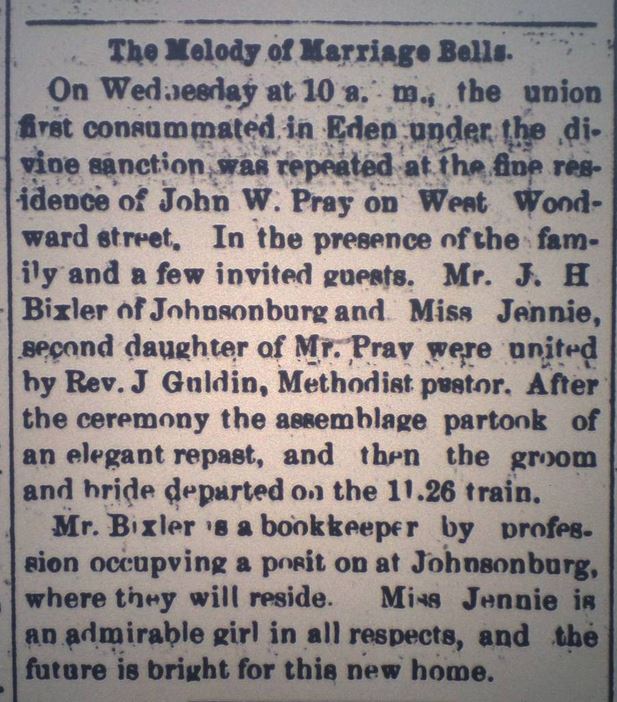 The Melody of Marriage Bells.
On Wednesday at 10 a. m., the union
first consummated in Eden under the di-
vine sanction was repeated at the fine res-
idence of John W. Pray on West Wood-
ward street. In the presence of the fam-
ily and a few invited guests. Mr. J. H
Bixler of Johnsonburg and Miss Jennie,
second daughter of Mr. Pray were united
by Rev. J Guldin, Methodist pastor. After
the ceremony the assemblage partook of
an elegant repast, and then the groom
and bride departed on the 11.26 train.
Mr. Bixler is a bookkeeper by profes-
sion occupying a posit on at Johnsonburg,
where they will reside. Miss Jennie is
an admirable girl in all respects, and the
future is bright for this new home.